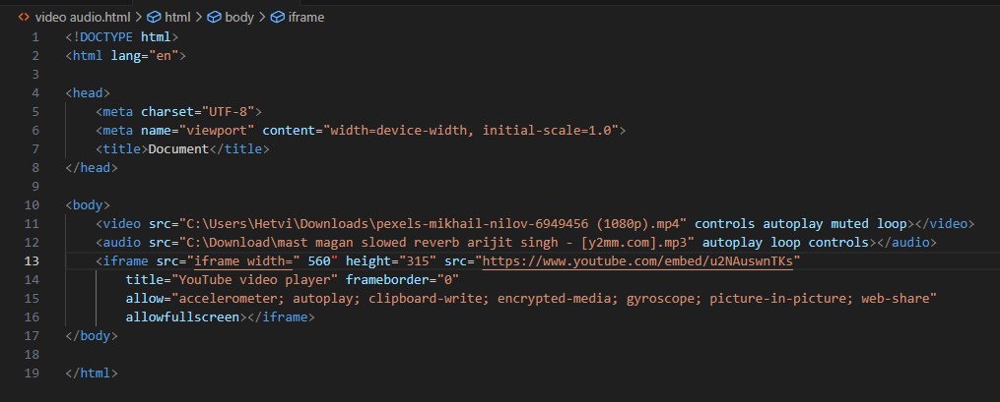 video audio.html > html > body > iframe
1 <!DOCTYPE html>
2 <html lang="en">
3
4 <head>
5     <meta charset="UTF-8">
6     <meta name="viewport" content="width=device-width, initial-scale=1.0">
7     <title>Document</title>
8 </head>
9
10 <body>
11     <video src="C:\Users\Hetvi\Downloads\pexels-mikhail-nilov-6949456 (1080p).mp4" controls autoplay muted loop></video>
12     <audio src="C:\Download\mast magan slowed reverb arijit singh - [y2mm.com].mp3" autoplay loop controls></audio>
13     <iframe src="iframe width=" 560" height="315" src="https://www.youtube.com/embed/u2NAuswnTKs"
14         title="YouTube video player" frameborder="0"
15         allow="accelerometer; autoplay; clipboard-write; encrypted-media; gyroscope; picture-in-picture; web-share"
16         allowfullscreen></iframe>
17 </body>
18
19 </html>